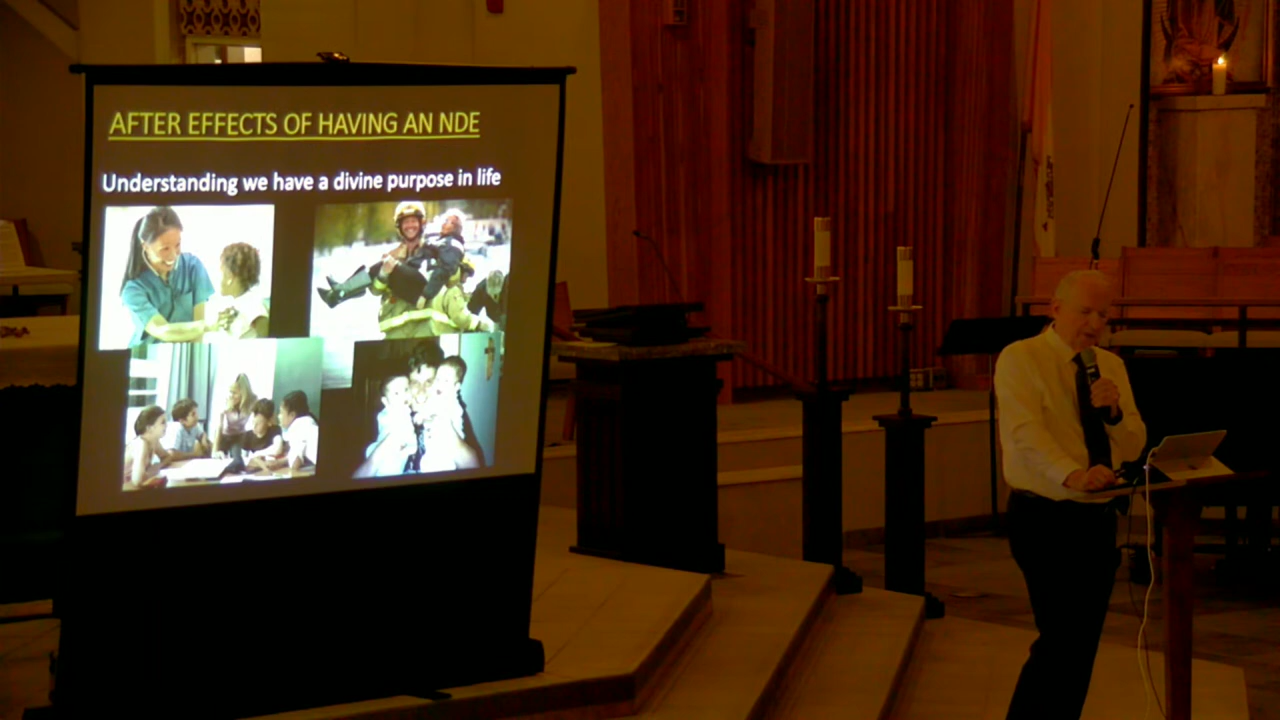 AFTER EFFECTS OF HAVING AN NDE
Understanding we have a divine purpose in life